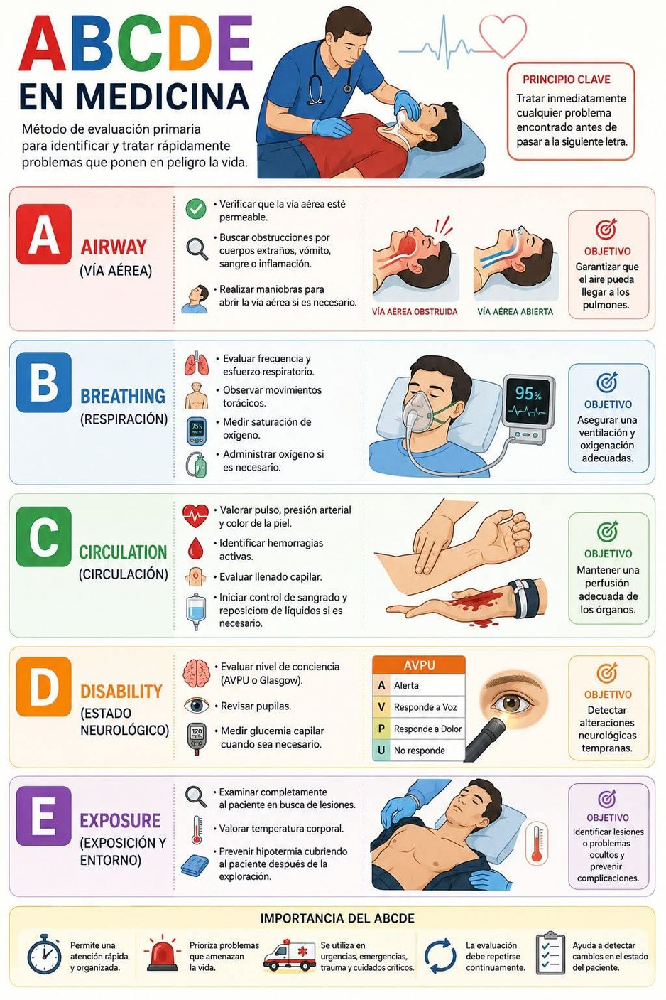 ABCDE
EN MEDICINA
Método de evaluación primaria
para identificar y tratar rápidamente
problemas que ponen en peligro la vida.
PRINCIPIO CLAVE
Tratar inmediatamente
cualquier problema
encontrado antes de
pasar a la siguiente letra.
A
AIRWAY
(VÍA AÉREA)
• Verificar que la vía aérea esté
permeable.
• Buscar obstrucciones por
cuerpos extraños, vómito,
sangre o inflamación.
• Realizar maniobras para
abrir la vía aérea si es necesario.
VÍA AÉREA OBSTRUIDA
VÍA AÉREA ABIERTA
OBJETIVO
Garantizar que
el aire pueda
llegar a los
pulmones.
B
BREATHING
(RESPIRACIÓN)
• Evaluar frecuencia y
esfuerzo respiratorio.
• Observar movimientos
torácicos.
95%
• Medir saturación de
oxígeno.
• Administrar oxígeno si
es necesario.
95%
OBJETIVO
Asegurar una
ventilación y
oxigenación
adecuadas.
C
CIRCULATION
(CIRCULACIÓN)
• Valorar pulso, presión arterial
y color de la piel.
• Identificar hemorragias
activas.
• Evaluar llenado capilar.
• Iniciar control de sangrado y
reposición de líquidos si es
necesario.
OBJETIVO
Mantener una
perfusión
adecuada de
los órganos.
D
DISABILITY
(ESTADO
NEUROLÓGICO)
• Evaluar nivel de conciencia
(AVPU o Glasgow).
• Revisar pupilas.
120
• Medir glucemia capilar
cuando sea necesario.
AVPU
A Alerta
V Responde a Voz
P Responde a Dolor
U No responde
OBJETIVO
Detectar
alteraciones
neurológicas
tempranas.
E
EXPOSURE
(EXPOSICIÓN Y
ENTORNO)
• Examinar completamente
al paciente en busca de lesiones.
• Valorar temperatura corporal.
• Prevenir hipotermia cubriendo
al paciente después de la
exploración.
OBJETIVO
Identificar lesiones
o problemas
ocultos y
prevenir
complicaciones.
IMPORTANCIA DEL ABCDE
Permite una
atención rápida
y organizada.
Prioriza problemas
que amenazan
la vida.
Se utiliza en
urgencias, emergencias,
trauma y cuidados críticos.
La evaluación
debe repetirse
continuamente.
Ayuda a detectar
cambios en el estado
del paciente.